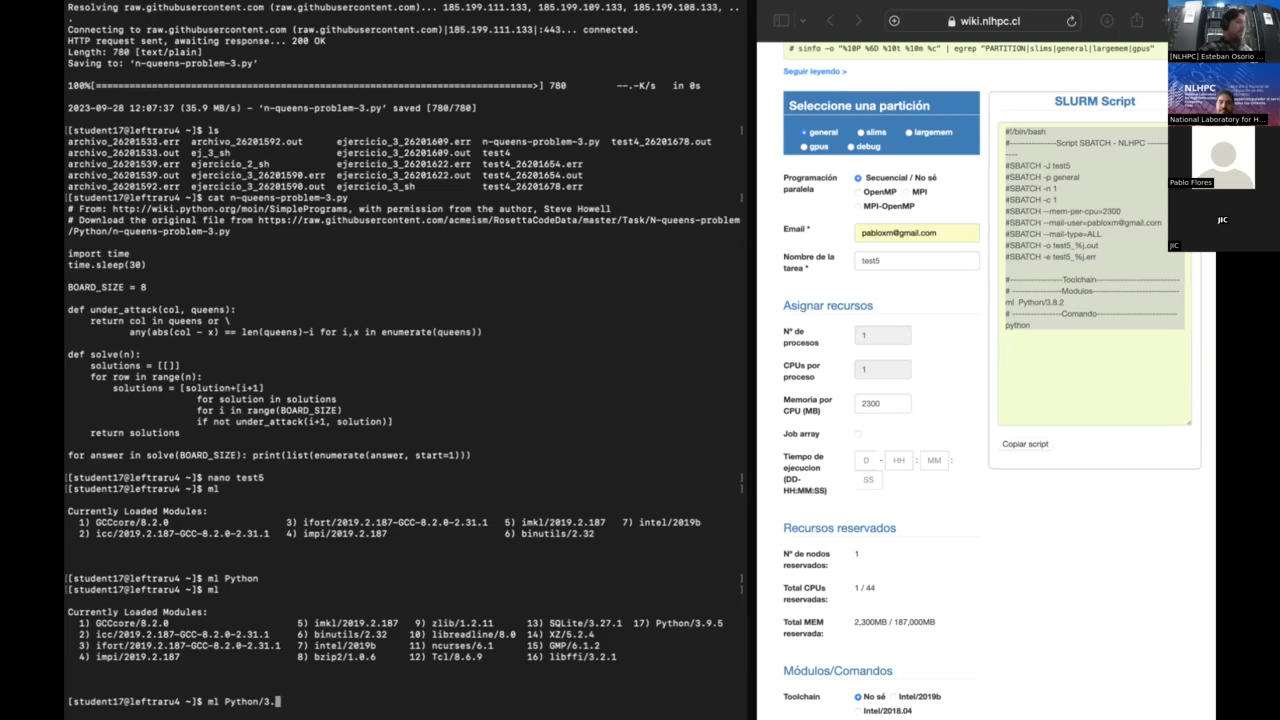 Resolving raw.githubusercontent.com (raw.githubusercontent.com)... 185.199.111.133, 185.199.109.133, 185.199.108.133, ..
.
Connecting to raw.githubusercontent.com (raw.githubusercontent.com)|185.199.111.133|:443... connected.
HTTP request sent, awaiting response... 200 OK
Length: 780 [text/plain]
Saving to: ‘n-queens-problem-3.py’
100%[==============================================================================>] 780 --.-K/s in 0s
2023-09-28 12:07:37 (35.9 MB/s) - ‘n-queens-problem-3.py’ saved [780/780]
[student17@leftraru4 ~]$ ls
archivo_26201533.err archivo_26201592.out ejercicio_3_26201609.err n-queens-problem-3.py test4_26201678.out
archivo_26201533.out ej_3_sh ejercicio_3_26201609.out test4
archivo_26201539.err ejercicio_2_sh ejercicio_3_26201622.err test4_26201654.err
archivo_26201539.out ejercicio_3_26201590.err ejercicio_3_26201622.out test4_26201654.out
archivo_26201592.err ejercicio_3_26201590.out ejercicio_3_sh test4_26201678.err
[student17@leftraru4 ~]$ cat n-queens-problem-3.py
# From: http://wiki.python.org/moin/SimplePrograms, with permission from the author, Steve Howell
# Download the original file from https://raw.githubusercontent.com/acmeism/RosettaCodeData/master/Task/N-queens-problem
/Python/n-queens-problem-3.py
import time
time.sleep(30)
BOARD_SIZE = 8
def under_attack(col, queens):
return col in queens or \
any(abs(col - x) == len(queens)-i for i,x in enumerate(queens))
def solve(n):
solutions = [[]]
for row in range(n):
solutions = [solution+[i+1]
for solution in solutions
for i in range(BOARD_SIZE)
if not under_attack(i+1, solution)]
return solutions
for answer in solve(BOARD_SIZE): print(list(enumerate(answer, start=1)))
[student17@leftraru4 ~]$ nano test5
[student17@leftraru4 ~]$ ml
Currently Loaded Modules:
1) GCCcore/8.2.0 3) ifort/2019.2.187-GCC-8.2.0-2.31.1 5) imkl/2019.2.187 7) intel/2019b
2) icc/2019.2.187-GCC-8.2.0-2.31.1 4) impi/2019.2.187 6) binutils/2.32
[student17@leftraru4 ~]$ ml Python
[student17@leftraru4 ~]$ ml
Currently Loaded Modules:
1) GCCcore/8.2.0 5) imkl/2019.2.187 9) zlib/1.2.11 13) SQLite/3.27.1 17) Python/3.9.5
2) icc/2019.2.187-GCC-8.2.0-2.31.1 6) binutils/2.32 10) libreadline/8.0 14) XZ/5.2.4
3) ifort/2019.2.187-GCC-8.2.0-2.31.1 7) intel/2019b 11) ncurses/6.1 15) GMP/6.1.2
4) impi/2019.2.187 8) bzip2/1.0.6 12) Tcl/8.6.9 16) libffi/3.2.1
[student17@leftraru4 ~]$ ml Python/3.
wiki.nlhpc.cl
# sinfo -o "%10P %6D %10t %10m %c" | egrep "PARTITION|slims|general|largemem|gpus"
Seguir leyendo >
Seleccione una partición
general slims largemem
gpus debug
Programación paralela
Secuencial / No sé
OpenMP MPI
MPI-OpenMP
Email *
pabloxm@gmail.com
Nombre de la tarea *
test5
Asignar recursos
Nº de procesos
1
CPUs por proceso
1
Memoria por CPU (MB)
2300
Job array
Tiempo de ejecucion (DD-HH:MM:SS)
D - HH : MM :
SS
Recursos reservados
Nº de nodos reservados:
1
Total CPUs reservadas:
1 / 44
Total MEM reservada:
2,300MB / 187,000MB
Módulos/Comandos
Toolchain
No sé Intel/2019b
Intel/2018.04
SLURM Script
#!/bin/bash
#---------------Script SBATCH - NLHPC -------
----
#SBATCH -J test5
#SBATCH -p general
#SBATCH -n 1
#SBATCH -c 1
#SBATCH --mem-per-cpu=2300
#SBATCH --mail-user=pabloxm@gmail.com
#SBATCH --mail-type=ALL
#SBATCH -o test5_%j.out
#SBATCH -e test5_%j.err
#-----------------Toolchain---------------------------
# ----------------Modulos----------------------------
ml Python/3.8.2
# ----------------Comando--------------------------
python
Copiar script
[NLHPC] Esteban Osorio ...
NLHPC
National Laboratory for H...
Pablo Flores
JIC
JIC